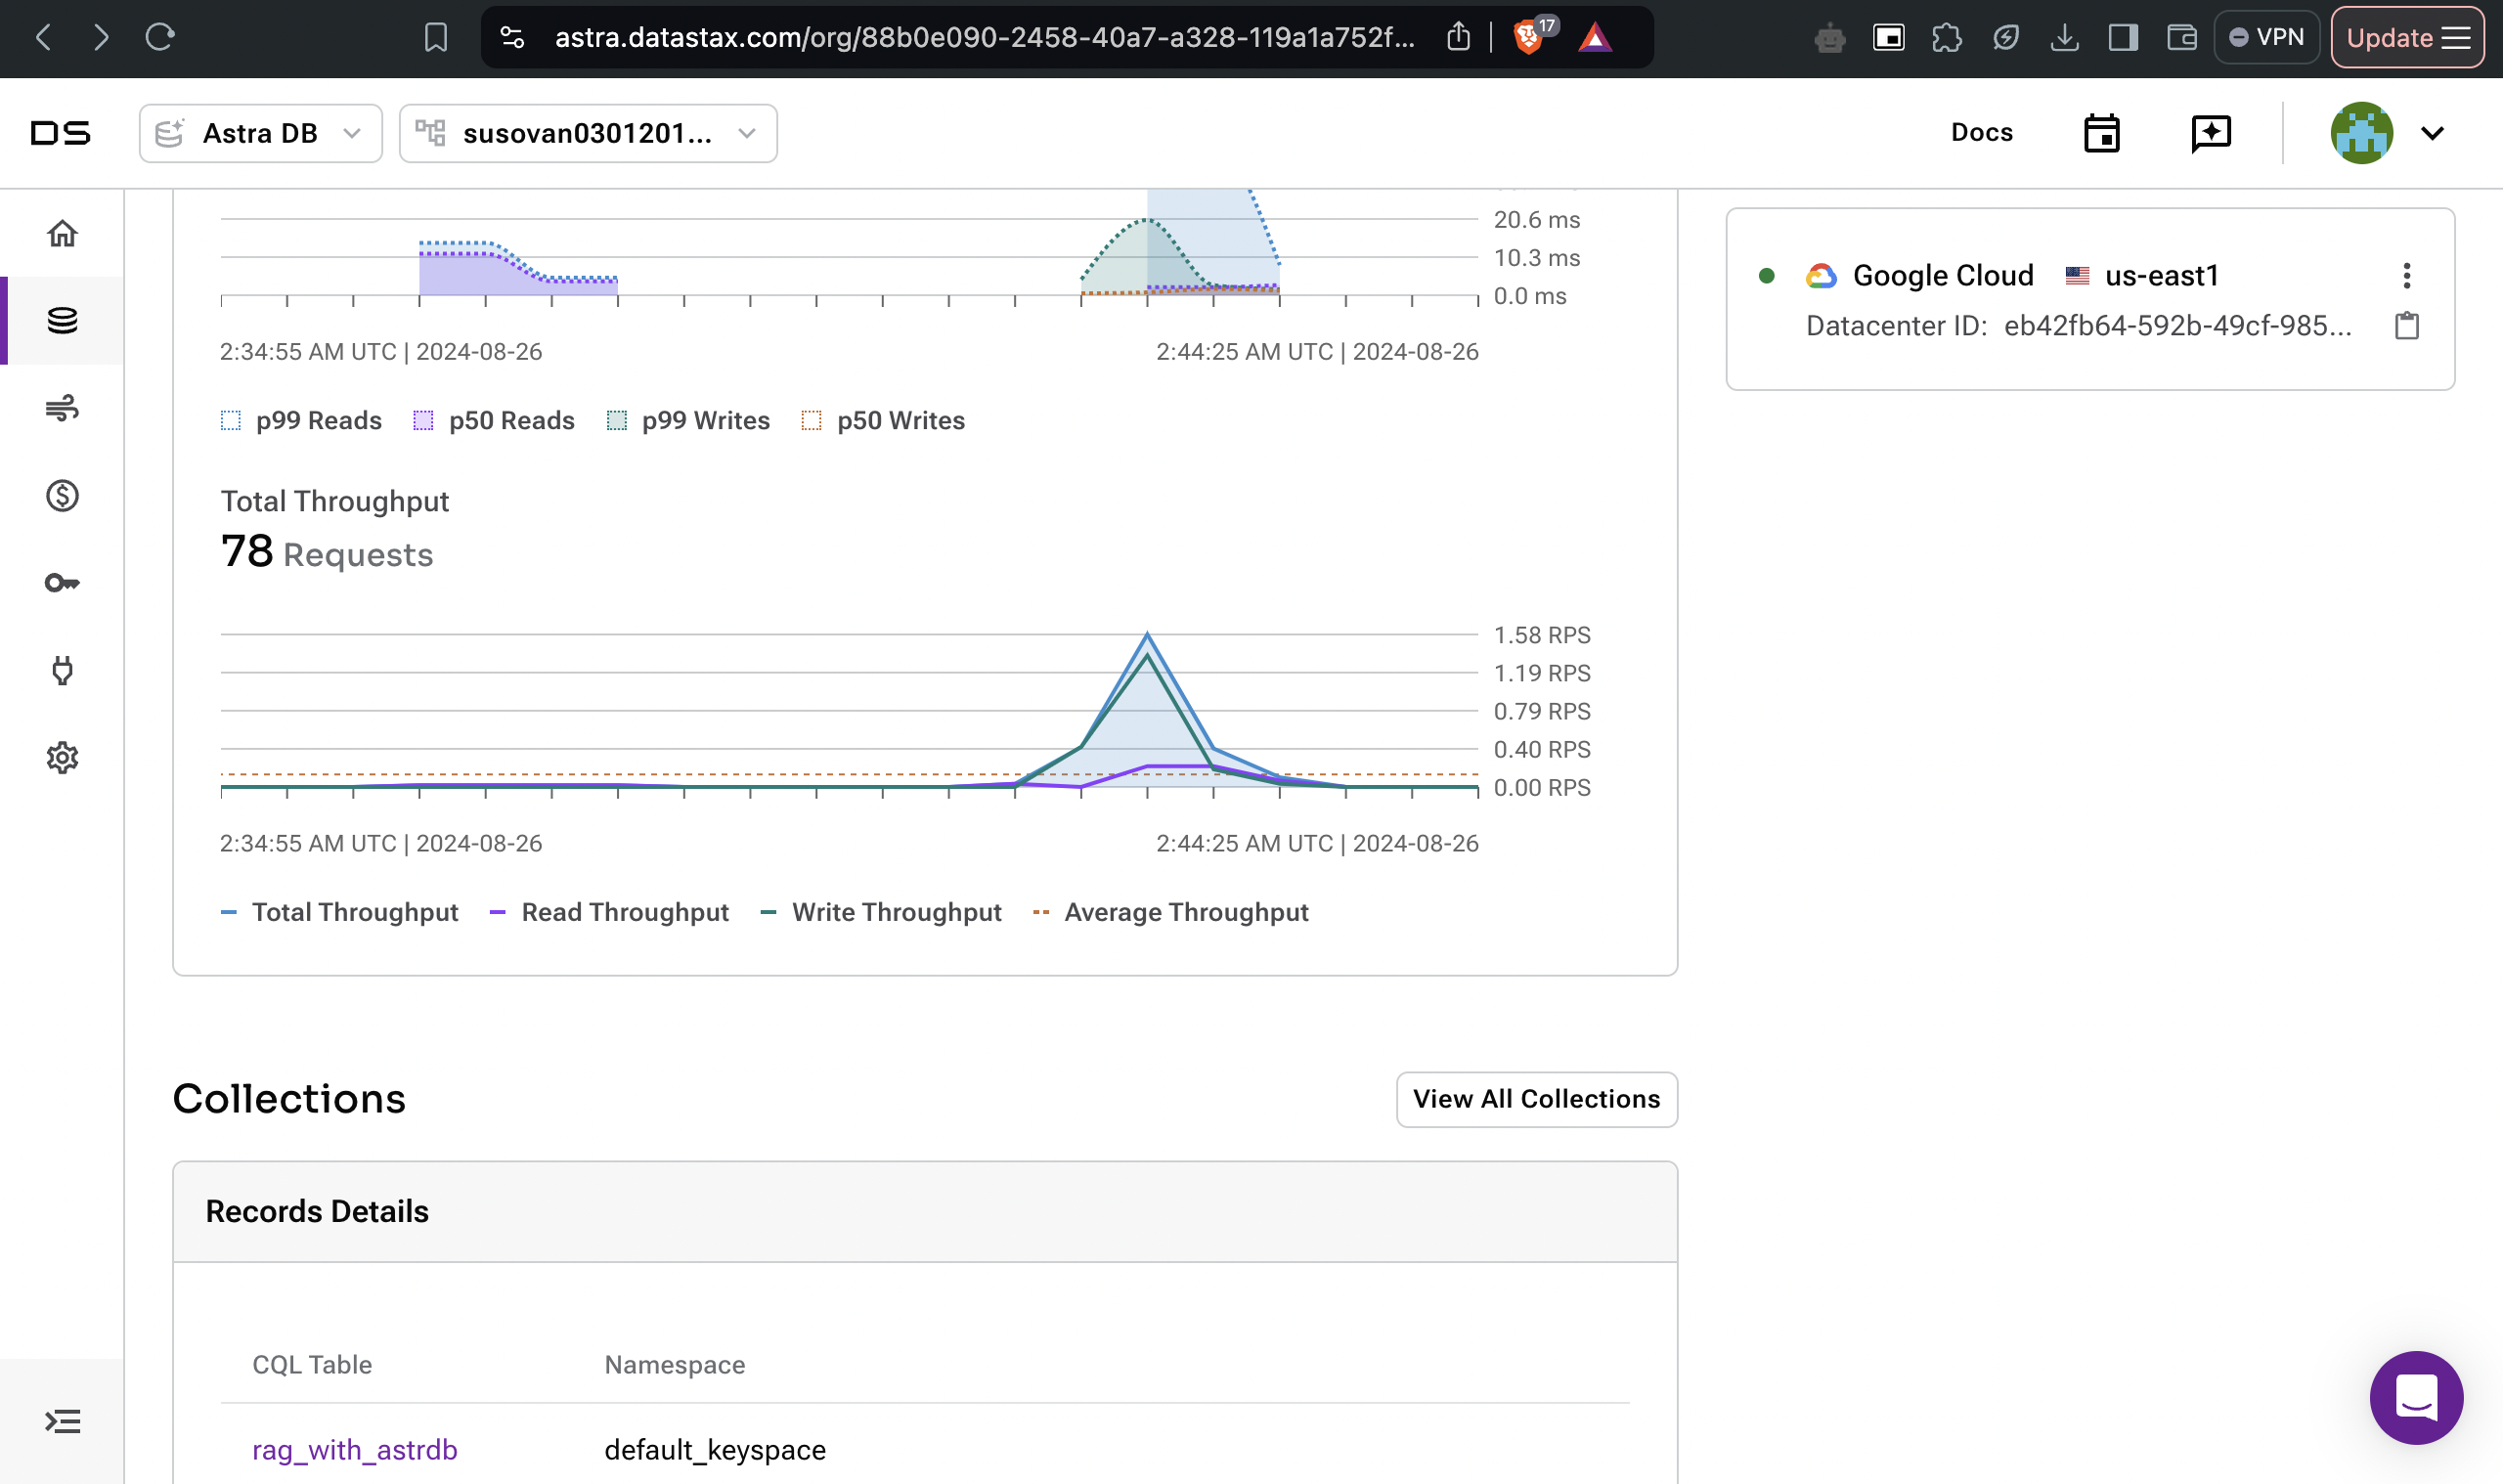 astra.datastax.com/org/88b0e090-2458-40a7-a328-119a1a752f...
17
VPN
Update
DS
Astra DB
susovan0301201...
Docs
20.6 ms
10.3 ms
0.0 ms
2:34:55 AM UTC | 2024-08-26
2:44:25 AM UTC | 2024-08-26
p99 Reads
p50 Reads
p99 Writes
p50 Writes
Google Cloud
us-east1
Datacenter ID: eb42fb64-592b-49cf-985...
Total Throughput
78 Requests
1.58 RPS
1.19 RPS
0.79 RPS
0.40 RPS
0.00 RPS
2:34:55 AM UTC | 2024-08-26
2:44:25 AM UTC | 2024-08-26
Total Throughput
Read Throughput
Write Throughput
Average Throughput
Collections
View All Collections
Records Details
CQL Table
Namespace
rag_with_astrdb
default_keyspace